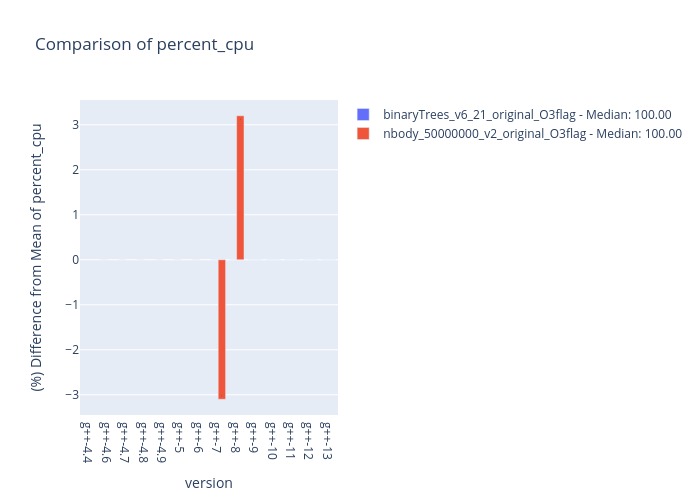 Comparison of percent_cpu
binaryTrees_v6_21_original_O3flag - Median: 100.00
nbody_50000000_v2_original_O3flag - Median: 100.00
(%) Difference from Mean of percent_cpu
3
2
1
0
−1
−2
−3
g++-4.4
g++-4.6
g++-4.7
g++-4.8
g++-4.9
g++-5
g++-6
g++-7
g++-8
g++-9
g++-10
g++-11
g++-12
g++-13
version